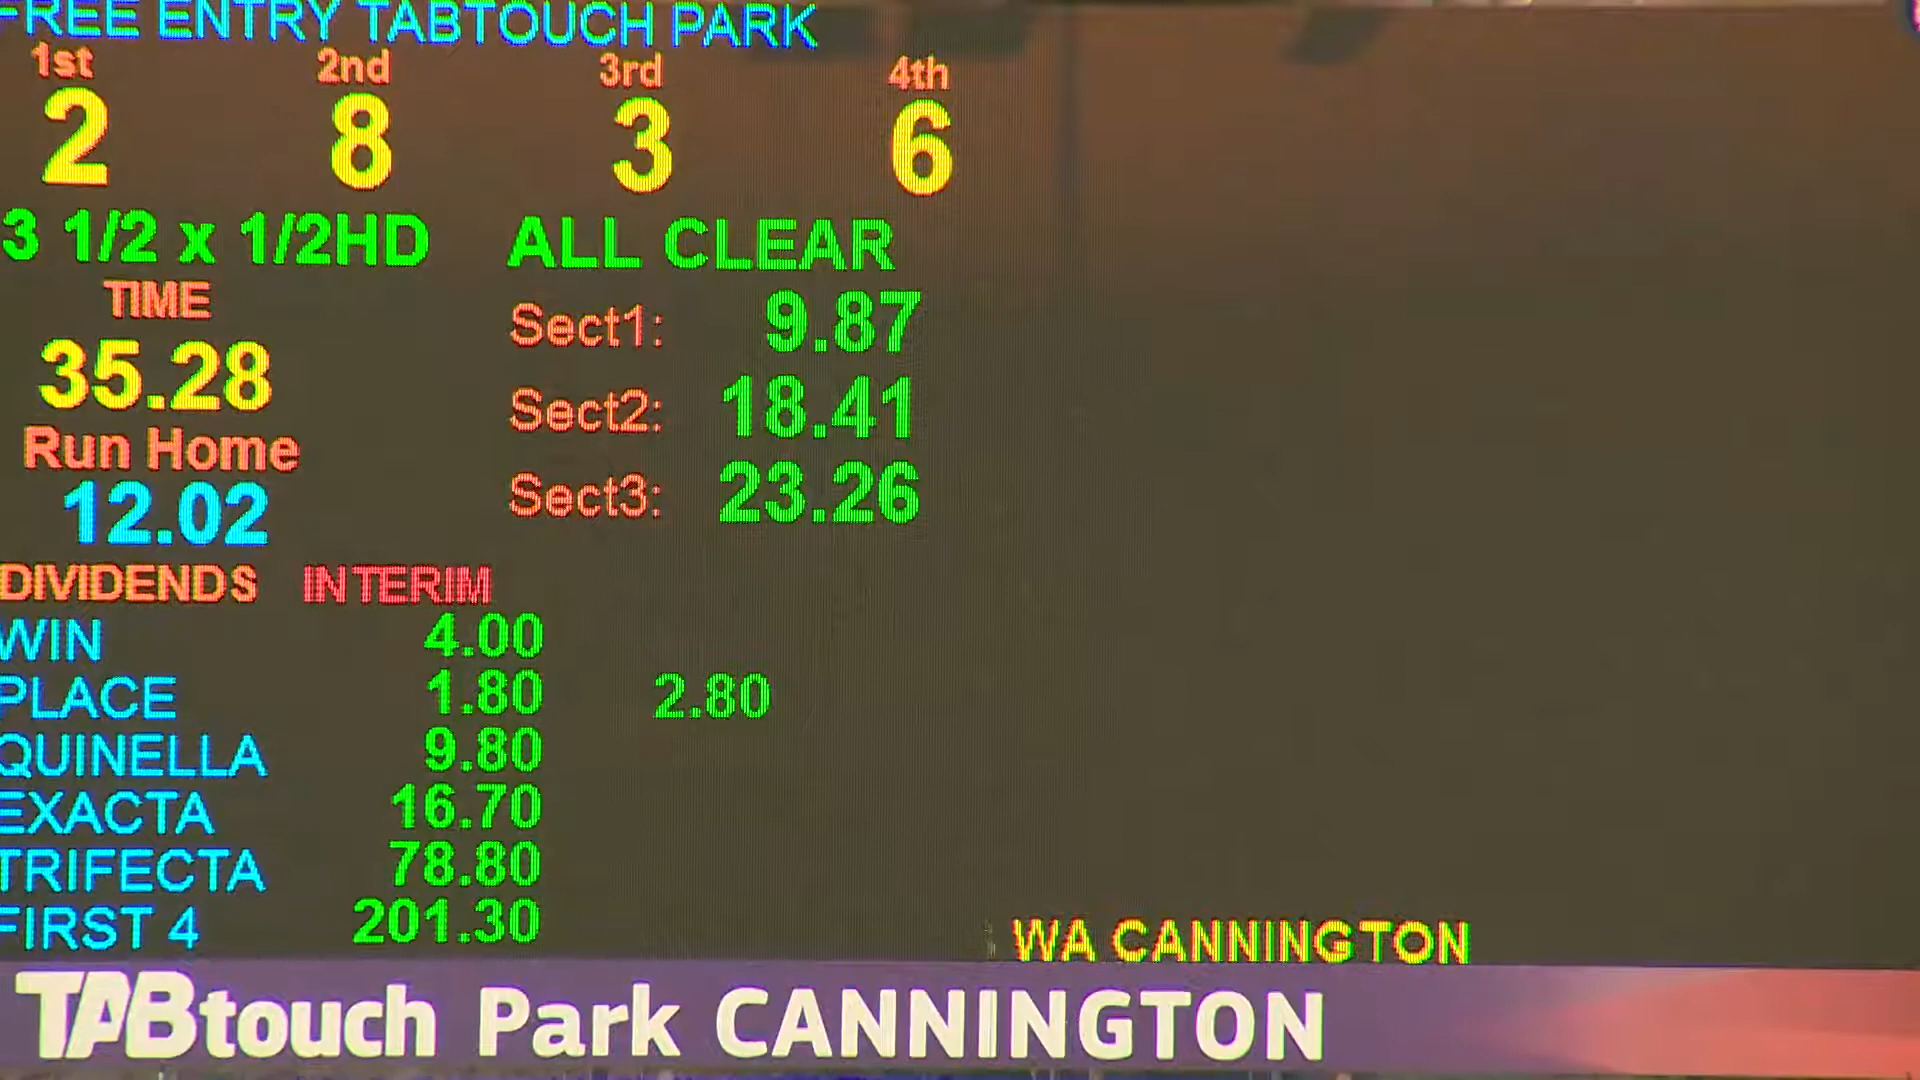 FREE ENTRY TABTOUCH PARK
1st 2nd 3rd 4th
2 8 3 6
3 1/2 x 1/2HD ALL CLEAR
TIME
35.28
Run Home
12.02
Sect1: 9.87
Sect2: 18.41
Sect3: 23.26
DIVIDENDS INTERIM
WIN 4.00
PLACE 1.80 2.80
QUINELLA 9.80
EXACTA 16.70
TRIFECTA 78.80
FIRST 4 201.30
WA CANNINGTON
TABtouch Park CANNINGTON